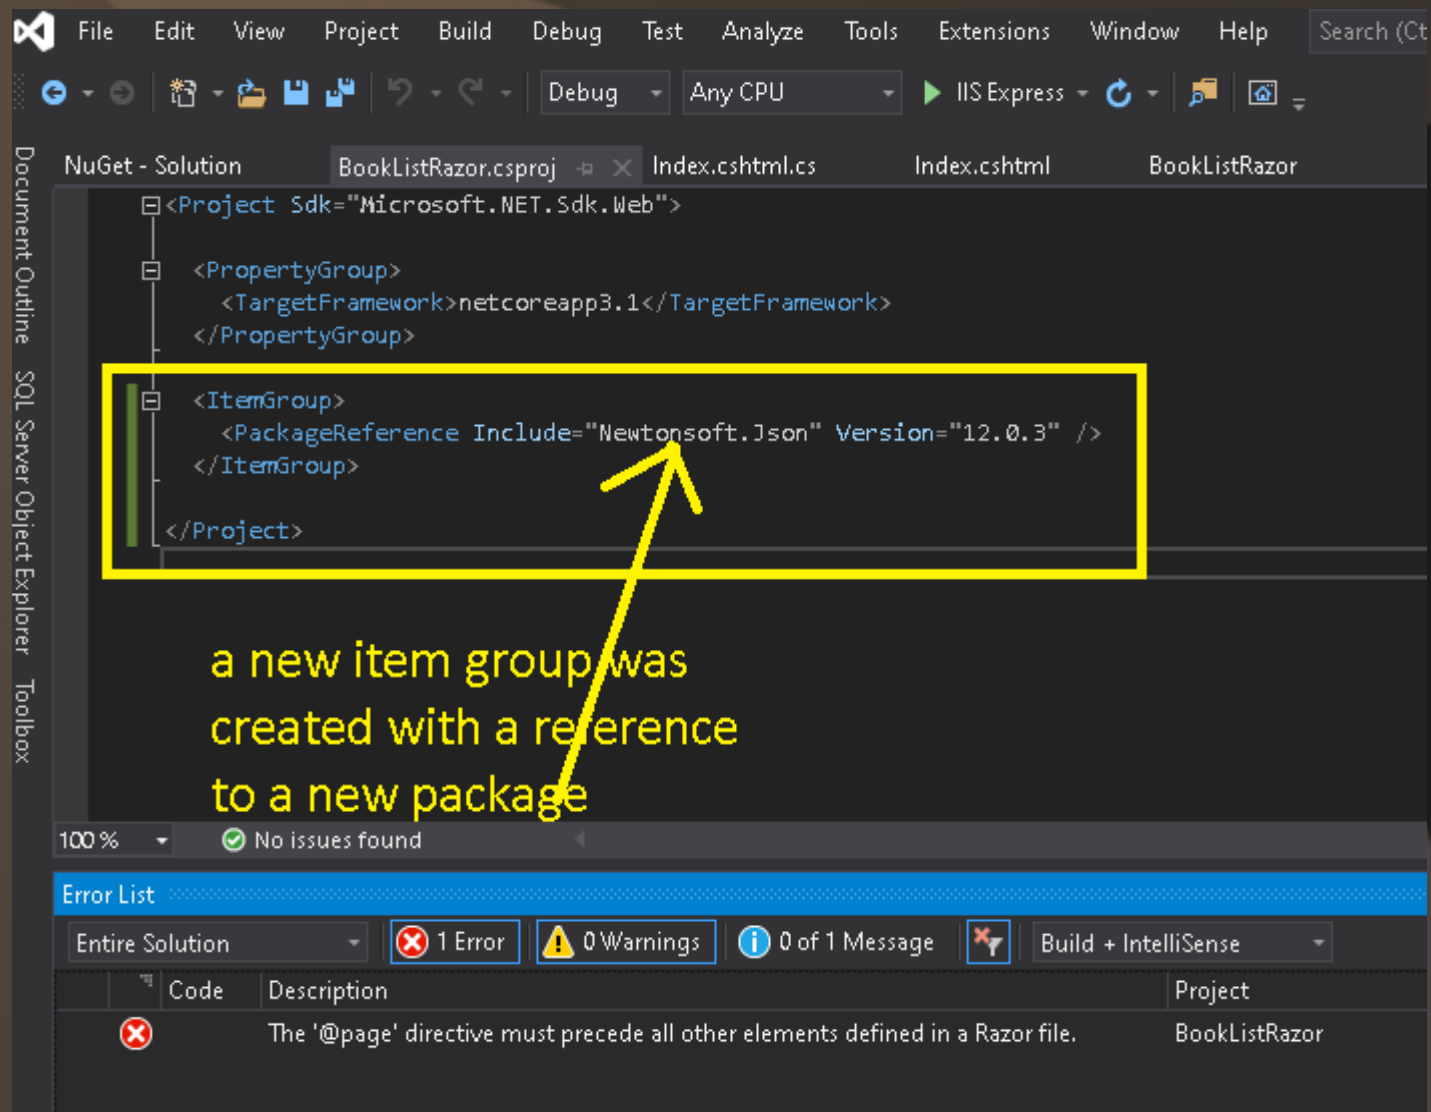 File Edit View Project Build Debug Test Analyze Tools Extensions Window Help Search (Ct
Debug Any CPU IIS Express
Document Outline
SQL Server Object Explorer
Toolbox
NuGet - Solution BookListRazor.csproj Index.cshtml.cs Index.cshtml BookListRazor
<Project Sdk="Microsoft.NET.Sdk.Web">
<PropertyGroup>
<TargetFramework>netcoreapp3.1</TargetFramework>
</PropertyGroup>
<ItemGroup>
<PackageReference Include="Newtonsoft.Json" Version="12.0.3" />
</ItemGroup>
</Project>
a new item group was
created with a reference
to a new package
100 % No issues found
Error List
Entire Solution 1 Error 0 Warnings 0 of 1 Message Build + IntelliSense
Code Description Project
The '@page' directive must precede all other elements defined in a Razor file. BookListRazor